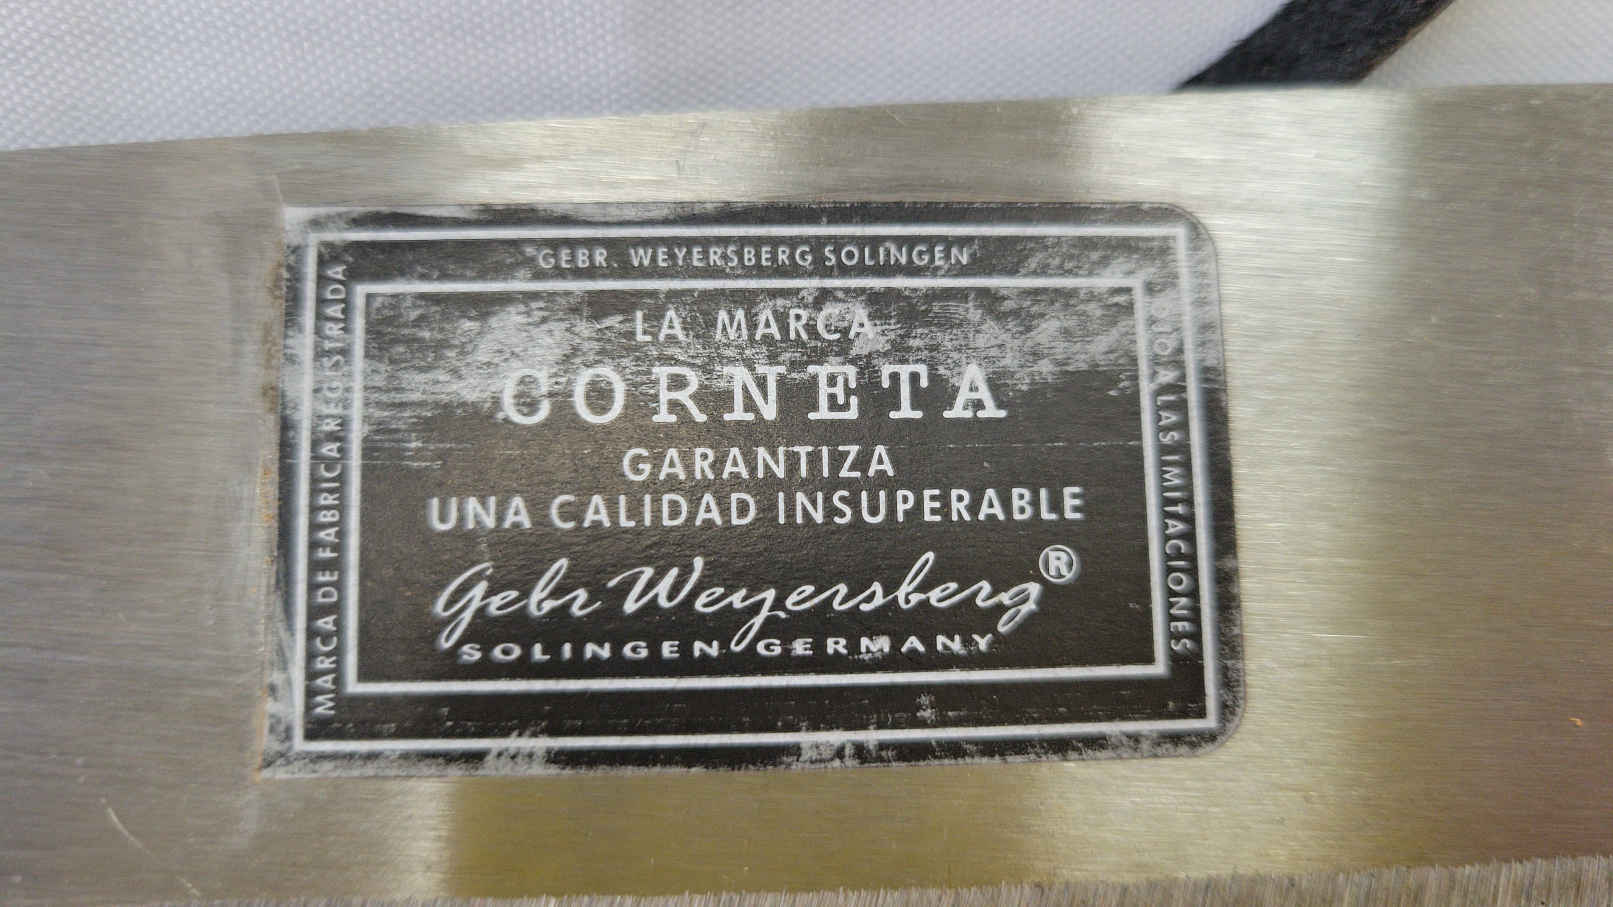 GEBR. WEYERSBERG SOLINGEN
MARCA DE FABRICA REGISTRADA.
LA MARCA
CORNETA
GARANTIZA
UNA CALIDAD INSUPERABLE
Gebr Weyersberg®
SOLINGEN GERMANY
A LAS IMITACIONES